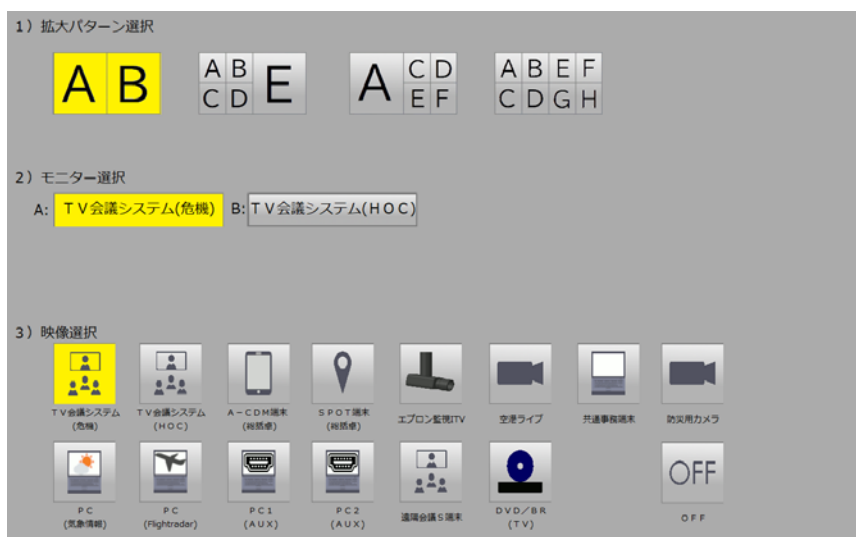 1）拡大パターン選択
A B
A B
C D
E
A
C D
E F
A B E F
C D G H
2）モニター選択
A: ＴＶ会議システム(危機) B: ＴＶ会議システム(ＨＯＣ)
3）映像選択
ＴＶ会議システム
(危機)
ＴＶ会議システム
(ＨＯＣ)
Ａ－ＣＤＭ端末
(総括卓)
ＳＰＯＴ端末
(総括卓)
エプロン監視ITV
空港ライブ
共通事務端末
防災用カメラ
ＰＣ
(気象情報)
ＰＣ
(Flightradar)
ＰＣ１
(ＡＵＸ)
ＰＣ２
(ＡＵＸ)
遠隔会議Ｓ端末
ＤＶＤ／ＢＲ
(ＴＶ)
OFF
ＯＦＦ